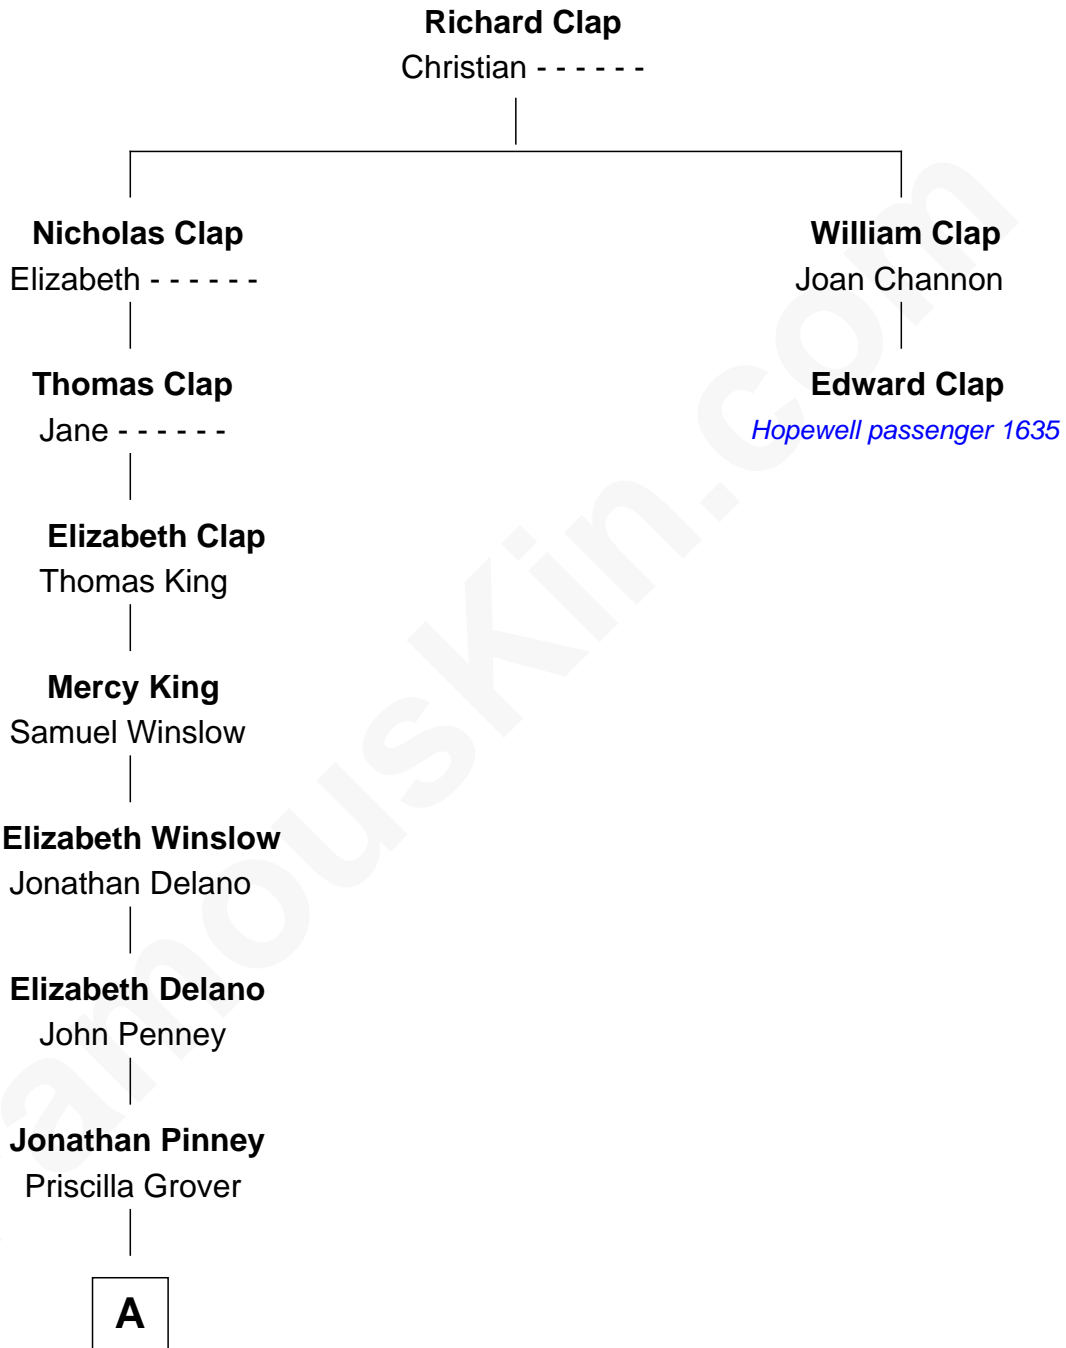 Richard Clap
Christian - - - - - -
Nicholas Clap
Elizabeth - - - - - -
William Clap
Joan Channon
Thomas Clap
Jane - - - - - -
Edward Clap
Hopewell passenger 1635
Elizabeth Clap
Thomas King
Mercy King
Samuel Winslow
Elizabeth Winslow
Jonathan Delano
Elizabeth Delano
John Penney
Jonathan Pinney
Priscilla Grover
A
amouskin.com